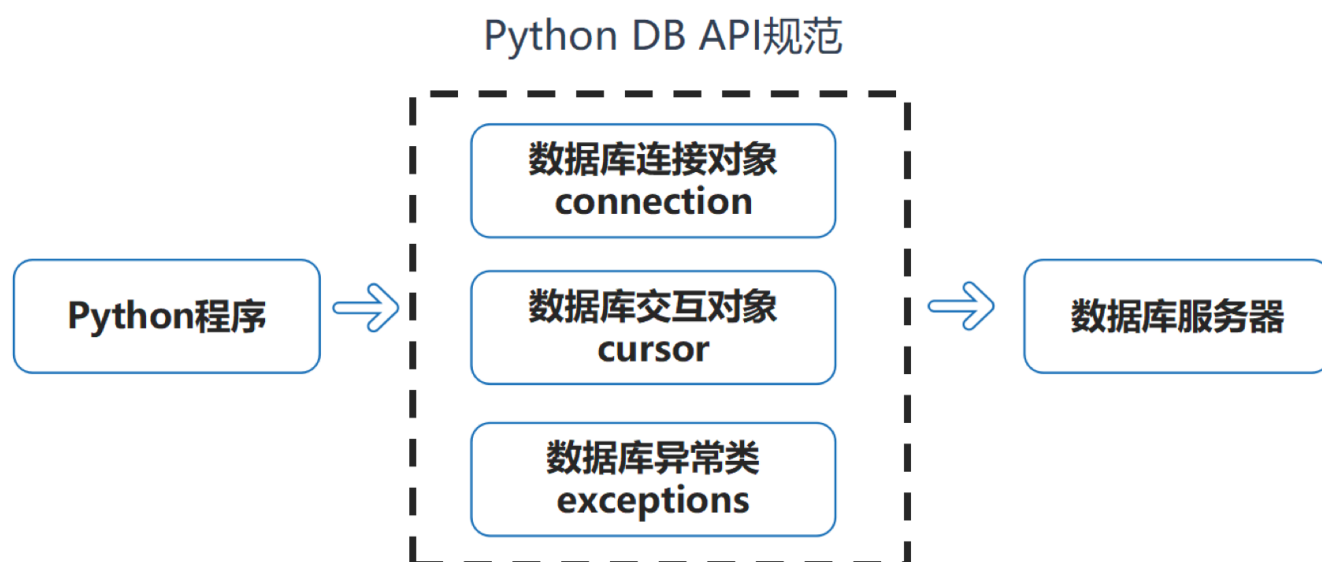 Python DB API规范
数据库连接对象
connection
Python程序
数据库交互对象
cursor
数据库服务器
数据库异常类
exceptions